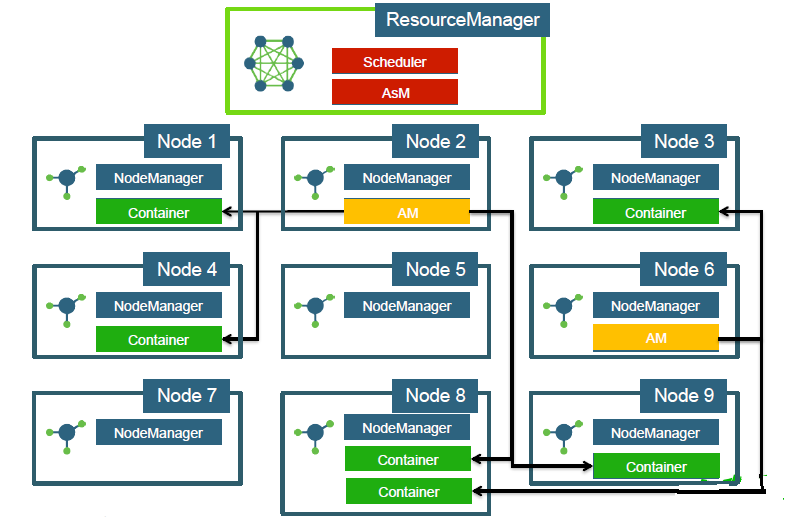 ResourceManager
Scheduler
AsM
Node 1
NodeManager
Container
Node 2
NodeManager
AM
Node 3
NodeManager
Container
Node 4
NodeManager
Container
Node 5
NodeManager
Node 6
NodeManager
AM
Node 7
NodeManager
Node 8
NodeManager
Container
Container
Node 9
NodeManager
Container